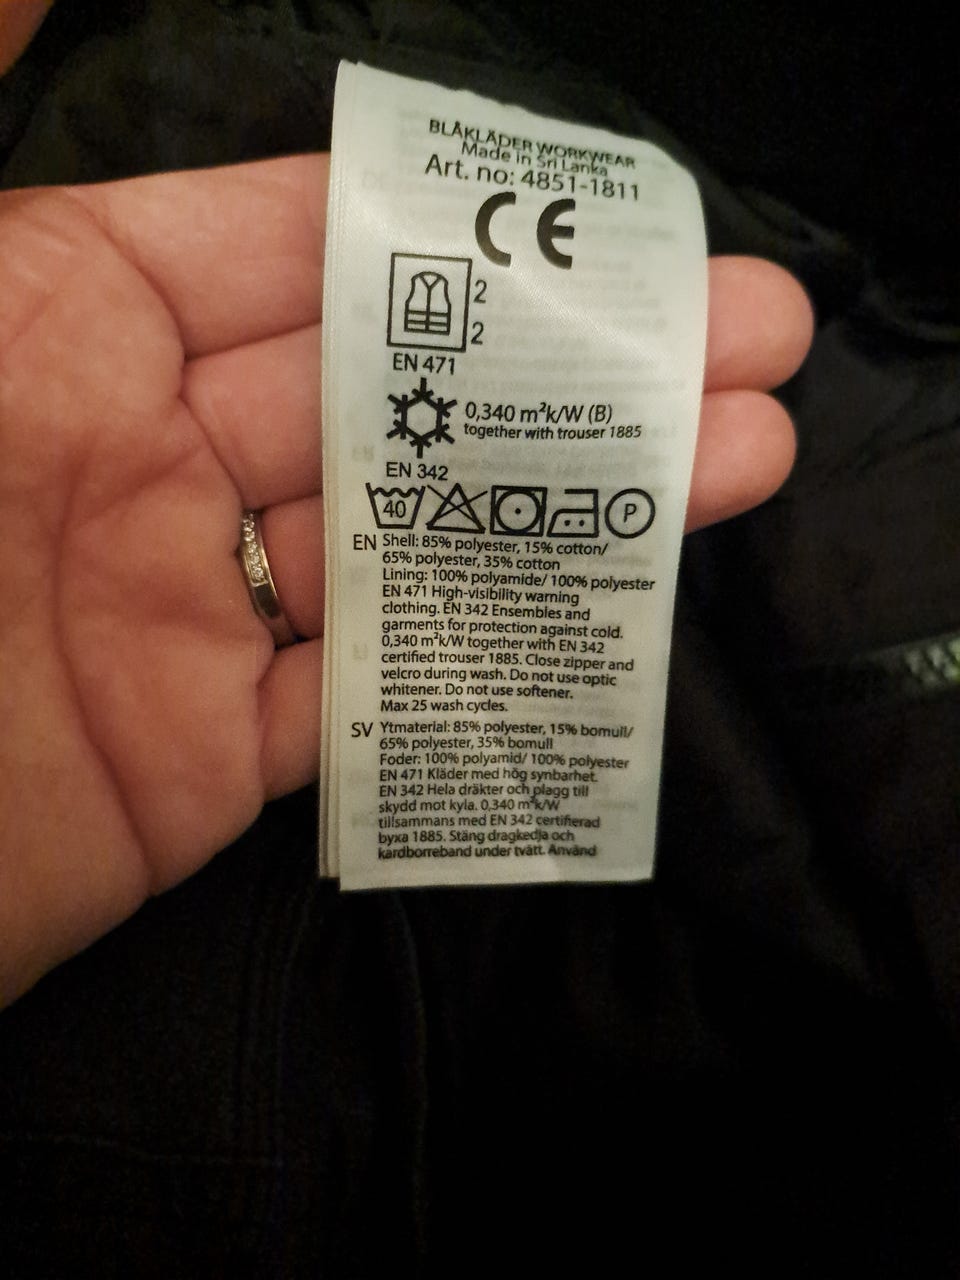 BLÅKLÄDER WORKWEAR
Made in Sri Lanka
Art. no: 4851-1811
CE
2
2
EN 471
0,340 m²k/W (B)
together with trouser 1885
EN 342
40
P
EN Shell: 85% polyester, 15% cotton/
65% polyester, 35% cotton
Lining: 100% polyamide/ 100% polyester
EN 471 High-visibility warning
clothing. EN 342 Ensembles and
garments for protection against cold.
0,340 m²k/W together with EN 342
certified trouser 1885. Close zipper and
velcro during wash. Do not use optic
whitener. Do not use softener.
Max 25 wash cycles.
SV Ytmaterial: 85% polyester, 15% bomull/
65% polyester, 35% bomull
Foder: 100% polyamid/ 100% polyester
EN 471 Kläder med hög synbarhet.
EN 342 Hela dräkter och plagg till
skydd mot kyla. 0,340 m²k/W
tillsammans med EN 342 certifierad
byxa 1885. Stäng dragkedja och
kardborreband under tvätt. Använd